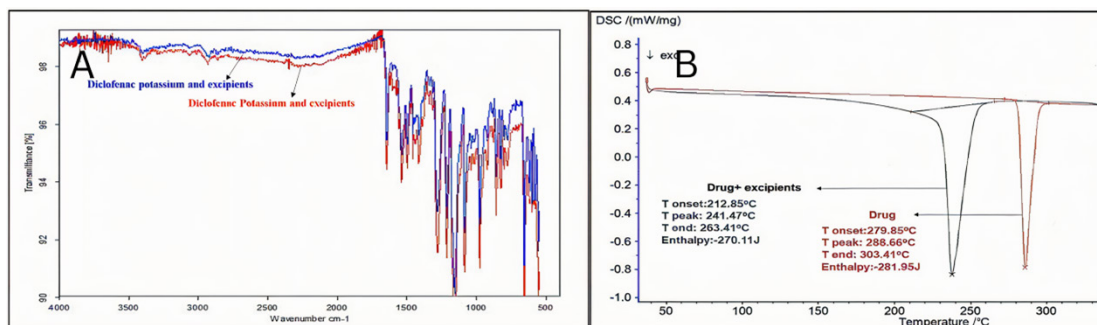 A
98
96
94
92
90
Transmittance [%]
Diclofenac potassium and excipients
Diclofenac Potassium and excipients
4000
3500
3000
2500
2000
1500
1000
500
Wavenumber cm-1
DSC /(mW/mg)
B
↓ exo
0.8
0.6
0.4
0.2
0.0
-0.2
-0.4
-0.6
-0.8
-1.0
Drug+ excipients
T onset:212.85ºC
T peak: 241.47ºC
T end: 263.41ºC
Enthalpy:-270.11J
Drug
T onset:279.85ºC
T peak: 288.66ºC
T end: 303.41ºC
Enthalpy:-281.95J
50
100
150
200
250
300
Temperature /°C